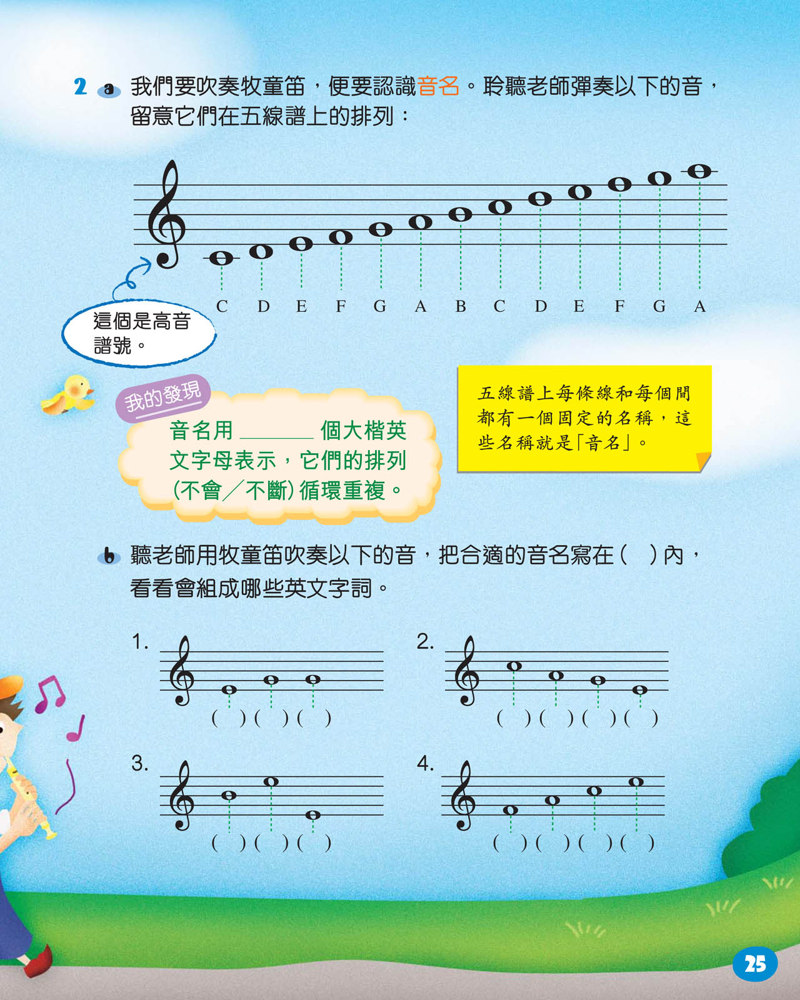 2 a 我們要吹奏牧童笛，便要認識音名。聆聽老師彈奏以下的音，
留意它們在五線譜上的排列：
C D E F G A B C D E F G A
這個是高音
譜號。
我的發現
音名用 ________ 個大楷英
文字母表示，它們的排列
(不會／不斷)循環重複。
五線譜上每條線和每個間
都有一個固定的名稱，這
些名稱就是「音名」。
b 聽老師用牧童笛吹奏以下的音，把合適的音名寫在 ( ) 內，
看看會組成哪些英文字詞。
1.
( ) ( ) ( )
2.
( ) ( ) ( ) ( )
3.
( ) ( ) ( )
4.
( ) ( ) ( ) ( )
25